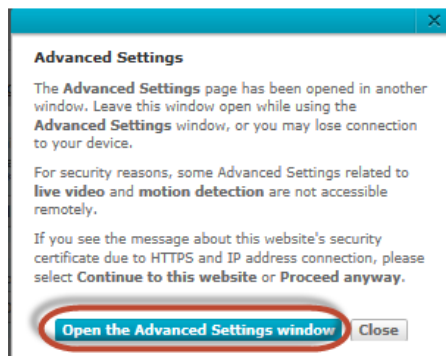 Advanced Settings
The Advanced Settings page has been opened in another
window. Leave this window open while using the
Advanced Settings window, or you may lose connection
to your device.
For security reasons, some Advanced Settings related to
live video and motion detection are not accessible
remotely.
If you see the message about this website's security
certificate due to HTTPS and IP address connection, please
select Continue to this website or Proceed anyway.
Open the Advanced Settings window Close